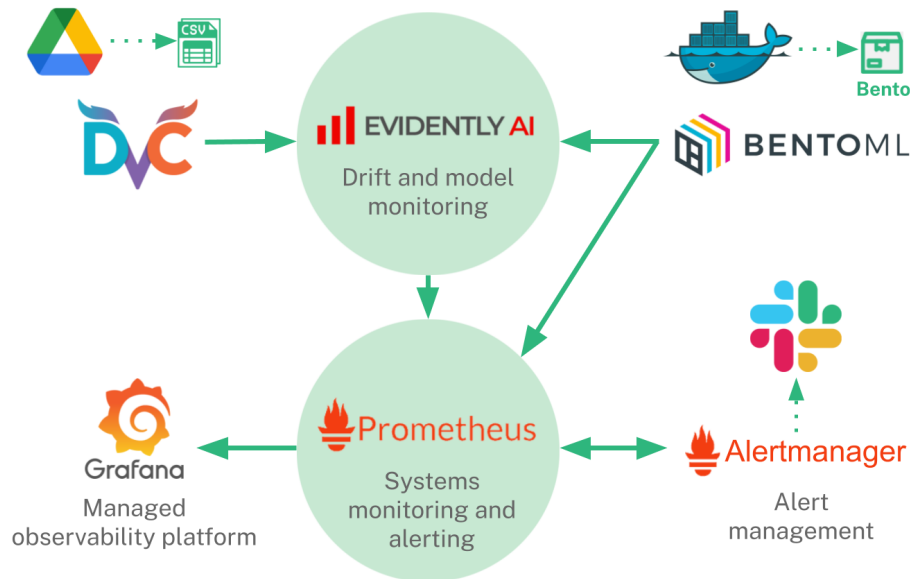 CSV
Bento
DVC
EVIDENTLY AI
BENTOML
Drift and model
monitoring
Grafana
Managed
observability platform
Prometheus
Systems
monitoring and
alerting
Alertmanager
Alert
management